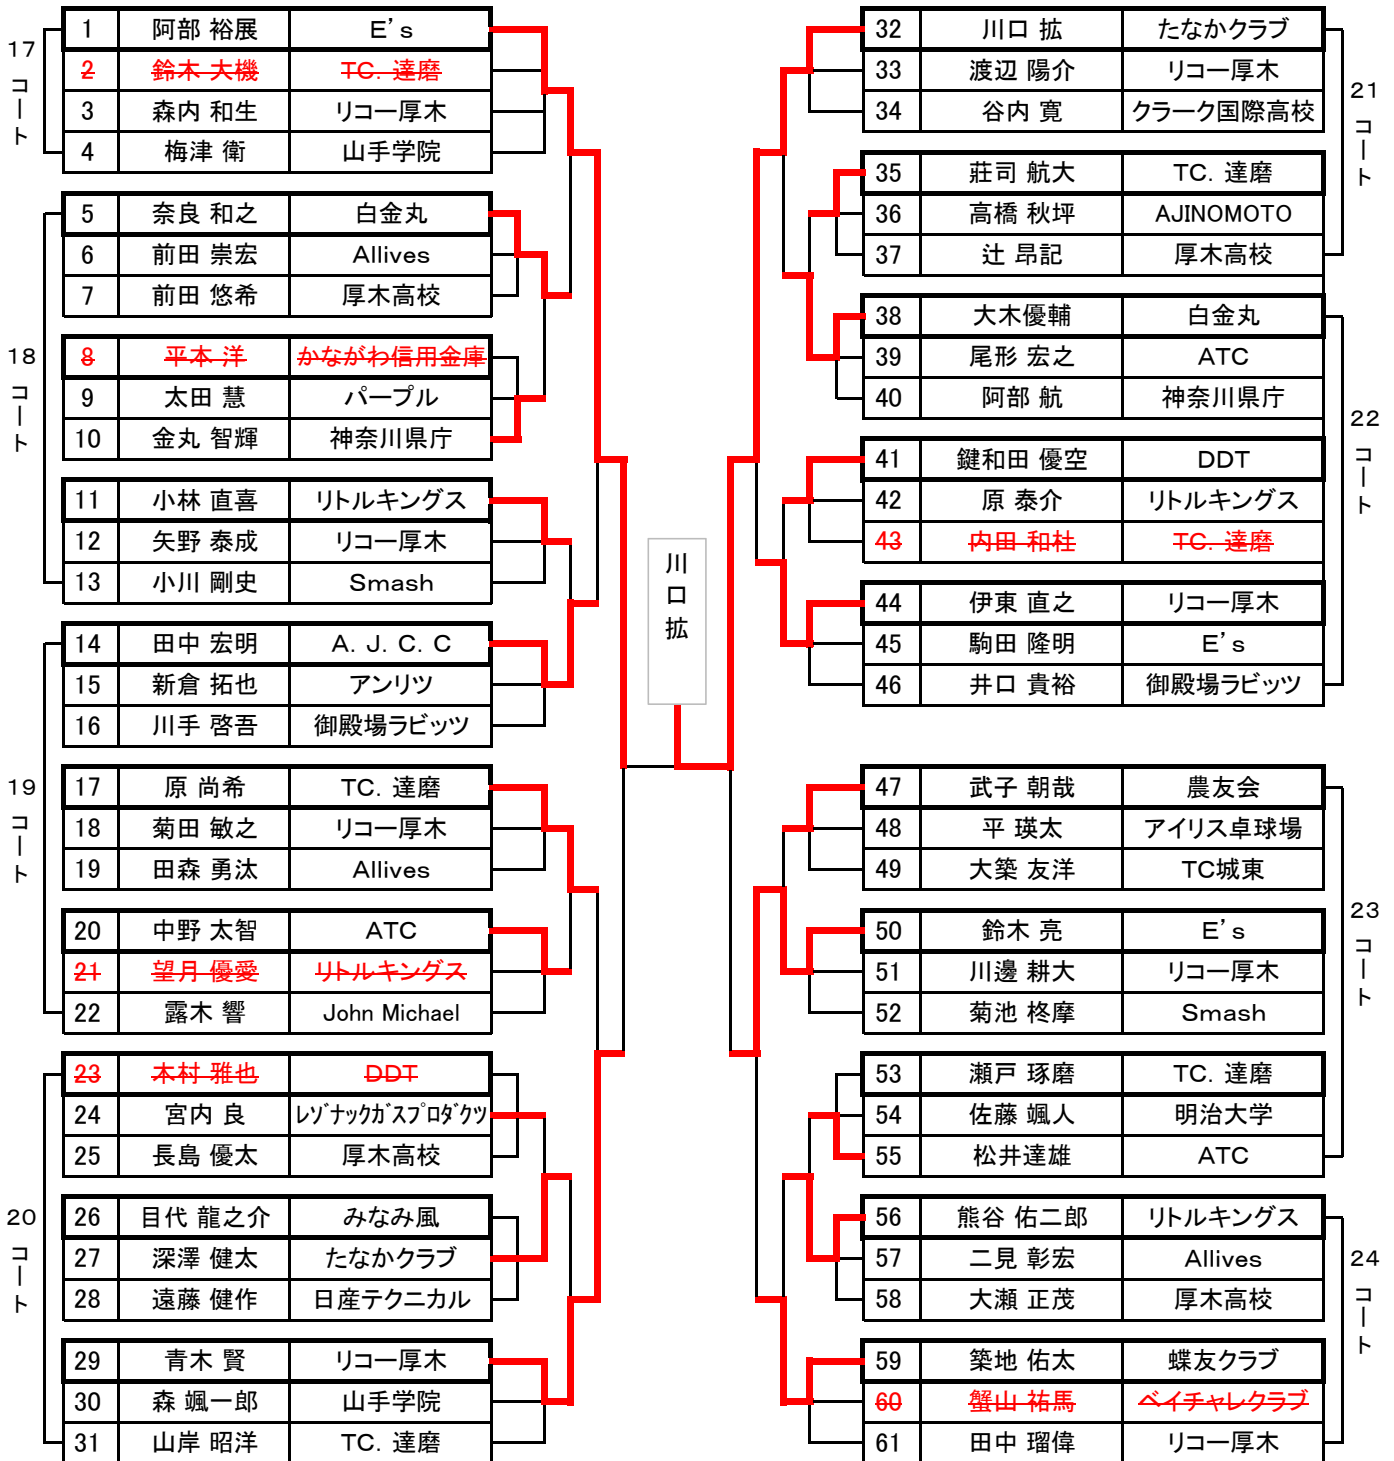 17コート
1 阿部 裕展 E's
2 鈴木 大機 TC. 達磨
3 森内 和生 リコー厚木
4 梅津 衛 山手学院
18コート
5 奈良 和之 白金丸
6 前田 崇宏 Allives
7 前田 悠希 厚木高校
8 平本 洋 かながわ信用金庫
9 太田 慧 パープル
10 金丸 智輝 神奈川県庁
11 小林 直喜 リトルキングス
12 矢野 泰成 リコー厚木
13 小川 剛史 Smash
19コート
14 田中 宏明 A. J. C. C
15 新倉 拓也 アンリツ
16 川手 啓吾 御殿場ラビッツ
17 原 尚希 TC. 達磨
18 菊田 敏之 リコー厚木
19 田森 勇汰 Allives
20 中野 太智 ATC
21 望月 優愛 リトルキングス
22 露木 響 John Michael
20コート
23 木村 雅也 DDT
24 宮内 良 レゾナックガスプロダクツ
25 長島 優太 厚木高校
26 目代 龍之介 みなみ風
27 深澤 健太 たなかクラブ
28 遠藤 健作 日産テクニカル
29 青木 賢 リコー厚木
30 森 颯一郎 山手学院
31 山岸 昭洋 TC. 達磨
川口 拡
21コート
32 川口 拡 たなかクラブ
33 渡辺 陽介 リコー厚木
34 谷内 寛 クラーク国際高校
35 莊司 航大 TC. 達磨
36 高橋 秋坪 AJINOMOTO
37 辻 昂記 厚木高校
22コート
38 大木優輔 白金丸
39 尾形 宏之 ATC
40 阿部 航 神奈川県庁
41 鍵和田 優空 DDT
42 原 泰介 リトルキングス
43 内田 和杜 TC. 達磨
44 伊東 直之 リコー厚木
45 駒田 隆明 E's
46 井口 貴裕 御殿場ラビッツ
23コート
47 武子 朝哉 農友会
48 平 瑛太 アイリス卓球場
49 大築 友洋 TC城東
50 鈴木 亮 E's
51 川邊 耕大 リコー厚木
52 菊池 柊摩 Smash
53 瀬戸 琢磨 TC. 達磨
54 佐藤 颯人 明治大学
55 松井達雄 ATC
24コート
56 熊谷 佑二郎 リトルキングス
57 二見 彰宏 Allives
58 大瀬 正茂 厚木高校
59 築地 佑太 蝶友クラブ
60 蟹山 祐馬 ベイチャレクラブ
61 田中 瑠偉 リコー厚木